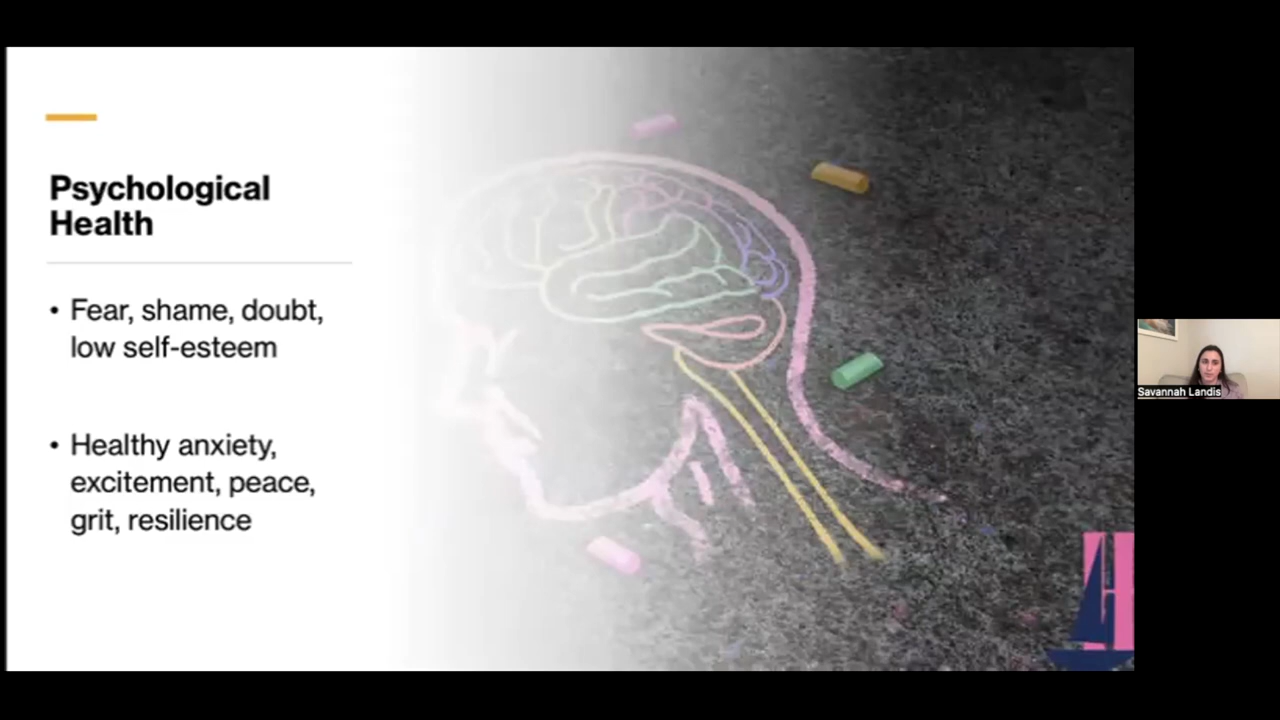 Psychological
Health
• Fear, shame, doubt,
low self-esteem
• Healthy anxiety,
excitement, peace,
grit, resilience
Savannah Landis